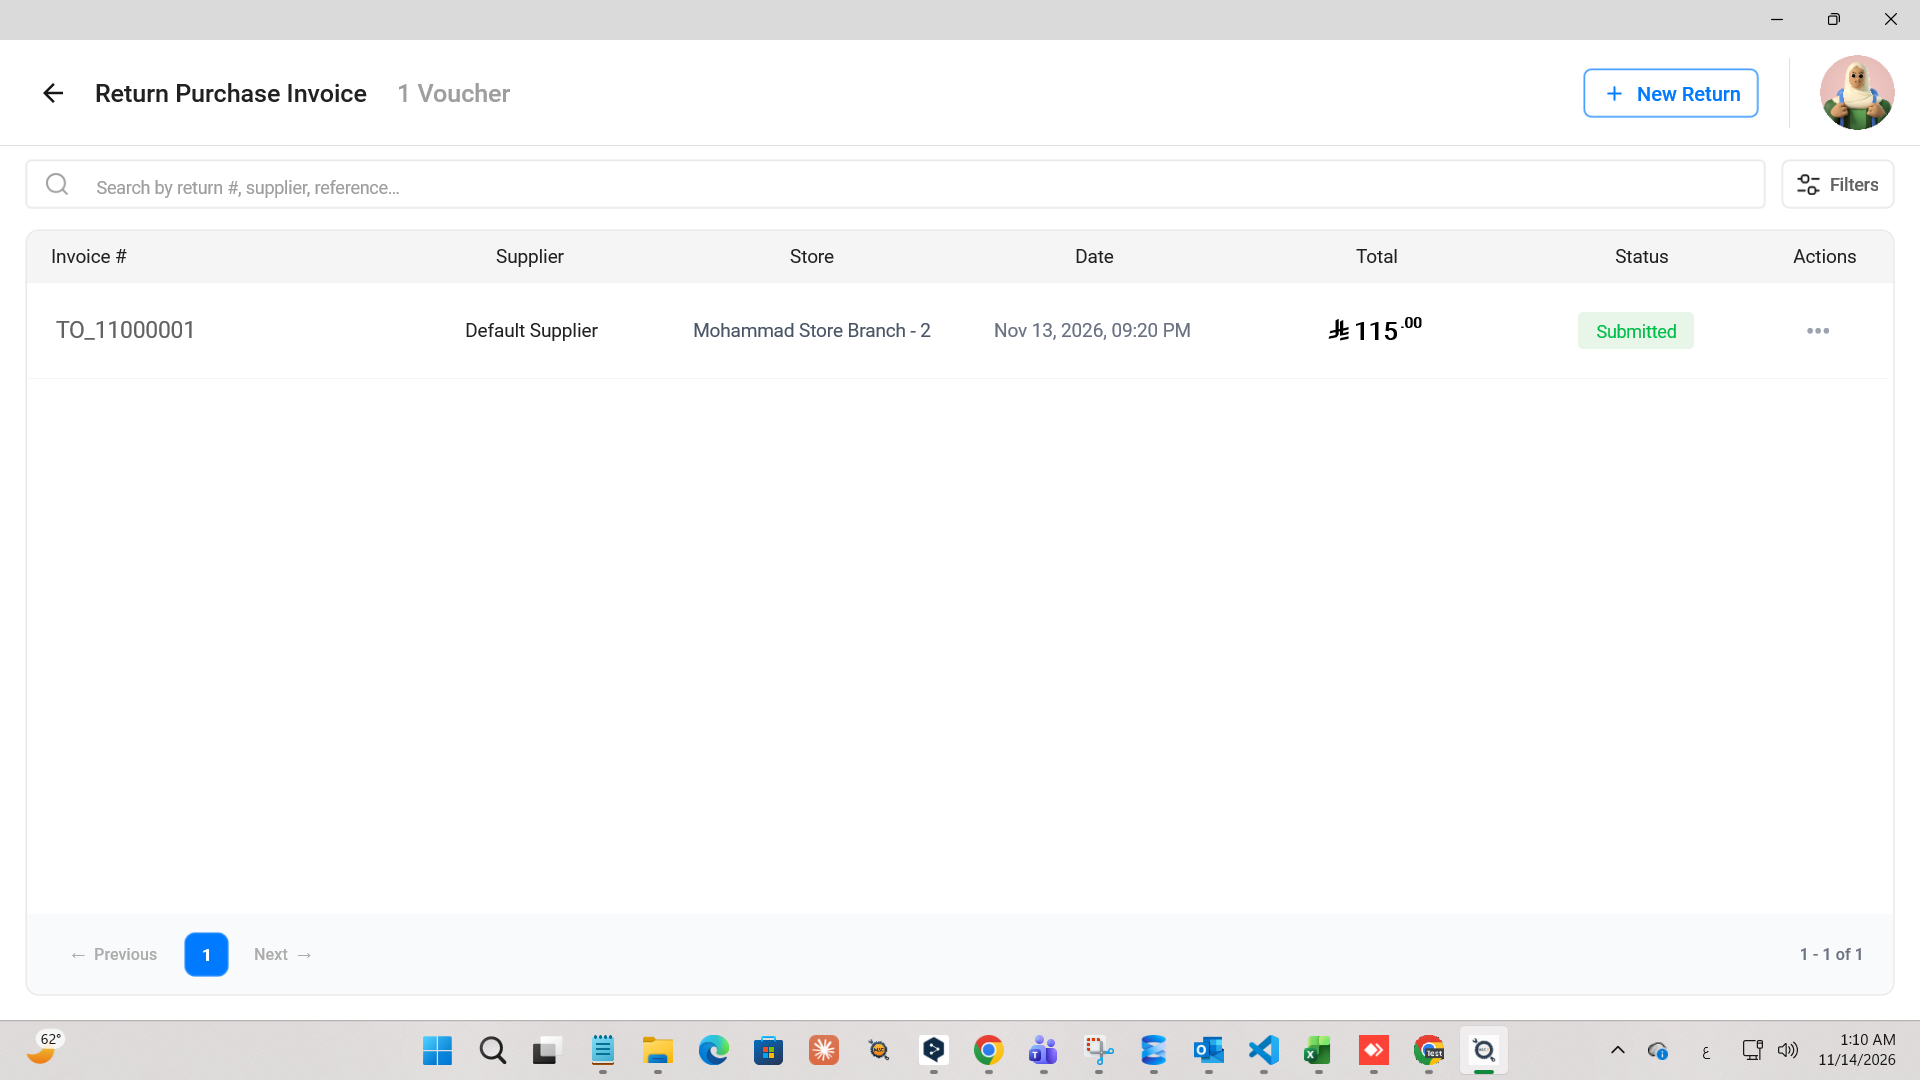 Return Purchase Invoice 1 Voucher
+ New Return
Search by return #, supplier, reference...
Filters
Invoice # Supplier Store Date Total Status Actions
TO_11000001 Default Supplier Mohammad Store Branch - 2 Nov 13, 2026, 09:20 PM 115.00 Submitted
← Previous 1 Next →
1 - 1 of 1
62°
Test
ع
1:10 AM
11/14/2026